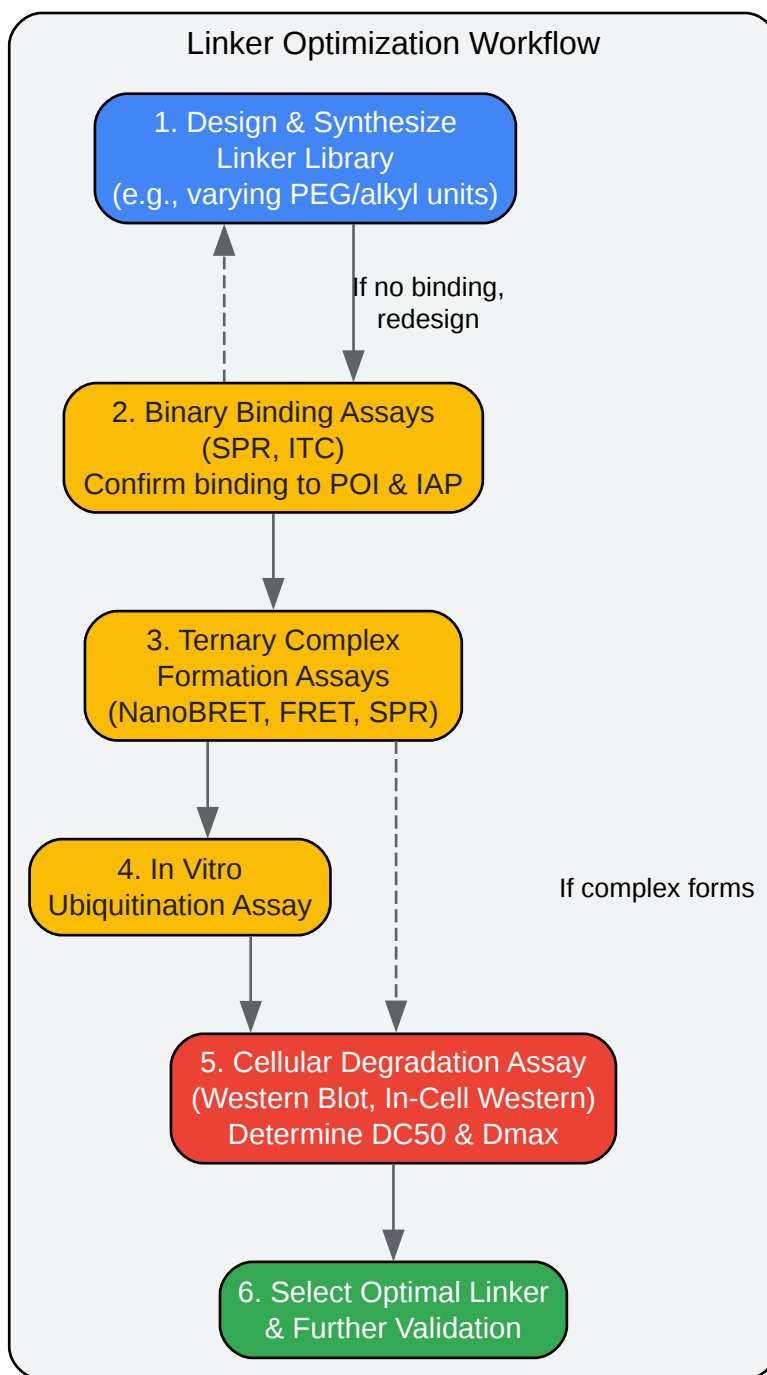 Linker Optimization Workflow
1. Design & Synthesize
Linker Library
(e.g., varying PEG/alkyl units)
If no binding,
redesign
2. Binary Binding Assays
(SPR, ITC)
Confirm binding to POI & IAP
3. Ternary Complex
Formation Assays
(NanoBRET, FRET, SPR)
4. In Vitro
Ubiquitination Assay
If complex forms
5. Cellular Degradation Assay
(Western Blot, In-Cell Western)
Determine DC50 & Dmax
6. Select Optimal Linker
& Further Validation